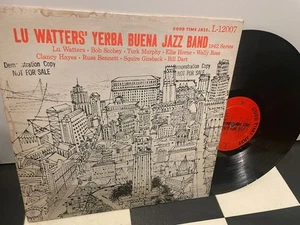 GOOD TIME JAZZ L-12007
LU WATTERS' YERBA BUENA JAZZ BAND 1942 Series
Lu Watters · Bob Scobey · Turk Murphy · Ellis Horne · Wally Rose
Clancy Hayes · Russ Bennett · Squire Girsback · Bill Dart
Demonstration Copy
NOT FOR SALE
Demonstration Copy
NOT FOR SALE